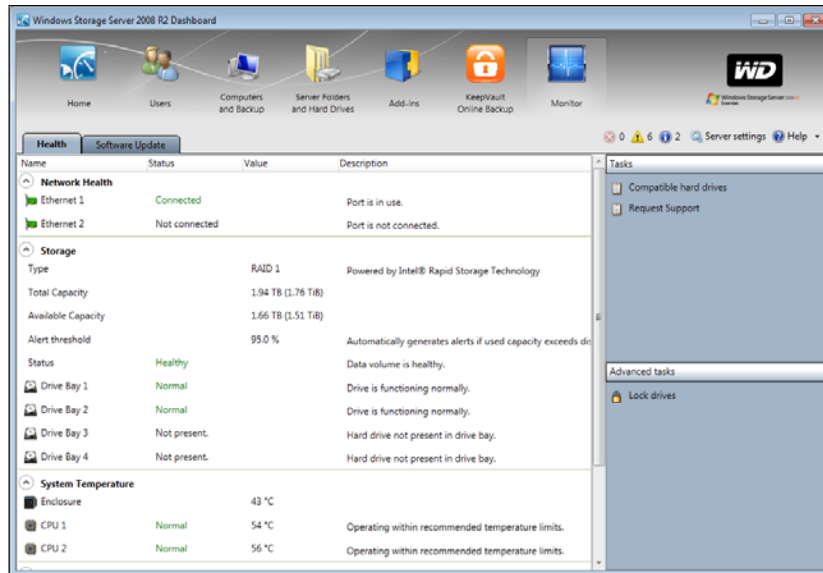 Windows Storage Server 2008 R2 Dashboard
Home
Users
Computers
and Backup
Server Folders
and Hard Drives
Add-ins
KeepVault
Online Backup
Monitor
WD
Windows Storage Server 2008 R2
Essentials
Health
Software Update
0
6
2
Server settings
Help
Name Status Value Description
Network Health
Ethernet 1 Connected Port is in use.
Ethernet 2 Not connected Port is not connected.
Storage
Type RAID 1 Powered by Intel® Rapid Storage Technology
Total Capacity 1.94 TB (1.76 TiB)
Available Capacity 1.66 TB (1.51 TiB)
Alert threshold 95.0 % Automatically generates alerts if used capacity exceeds di
Status Healthy Data volume is healthy.
Drive Bay 1 Normal Drive is functioning normally.
Drive Bay 2 Normal Drive is functioning normally.
Drive Bay 3 Not present. Hard drive not present in drive bay.
Drive Bay 4 Not present. Hard drive not present in drive bay.
System Temperature
Enclosure 43 °C
CPU 1 Normal 54 °C Operating within recommended temperature limits.
CPU 2 Normal 56 °C Operating within recommended temperature limits.
Tasks
Compatible hard drives
Request Support
Advanced tasks
Lock drives